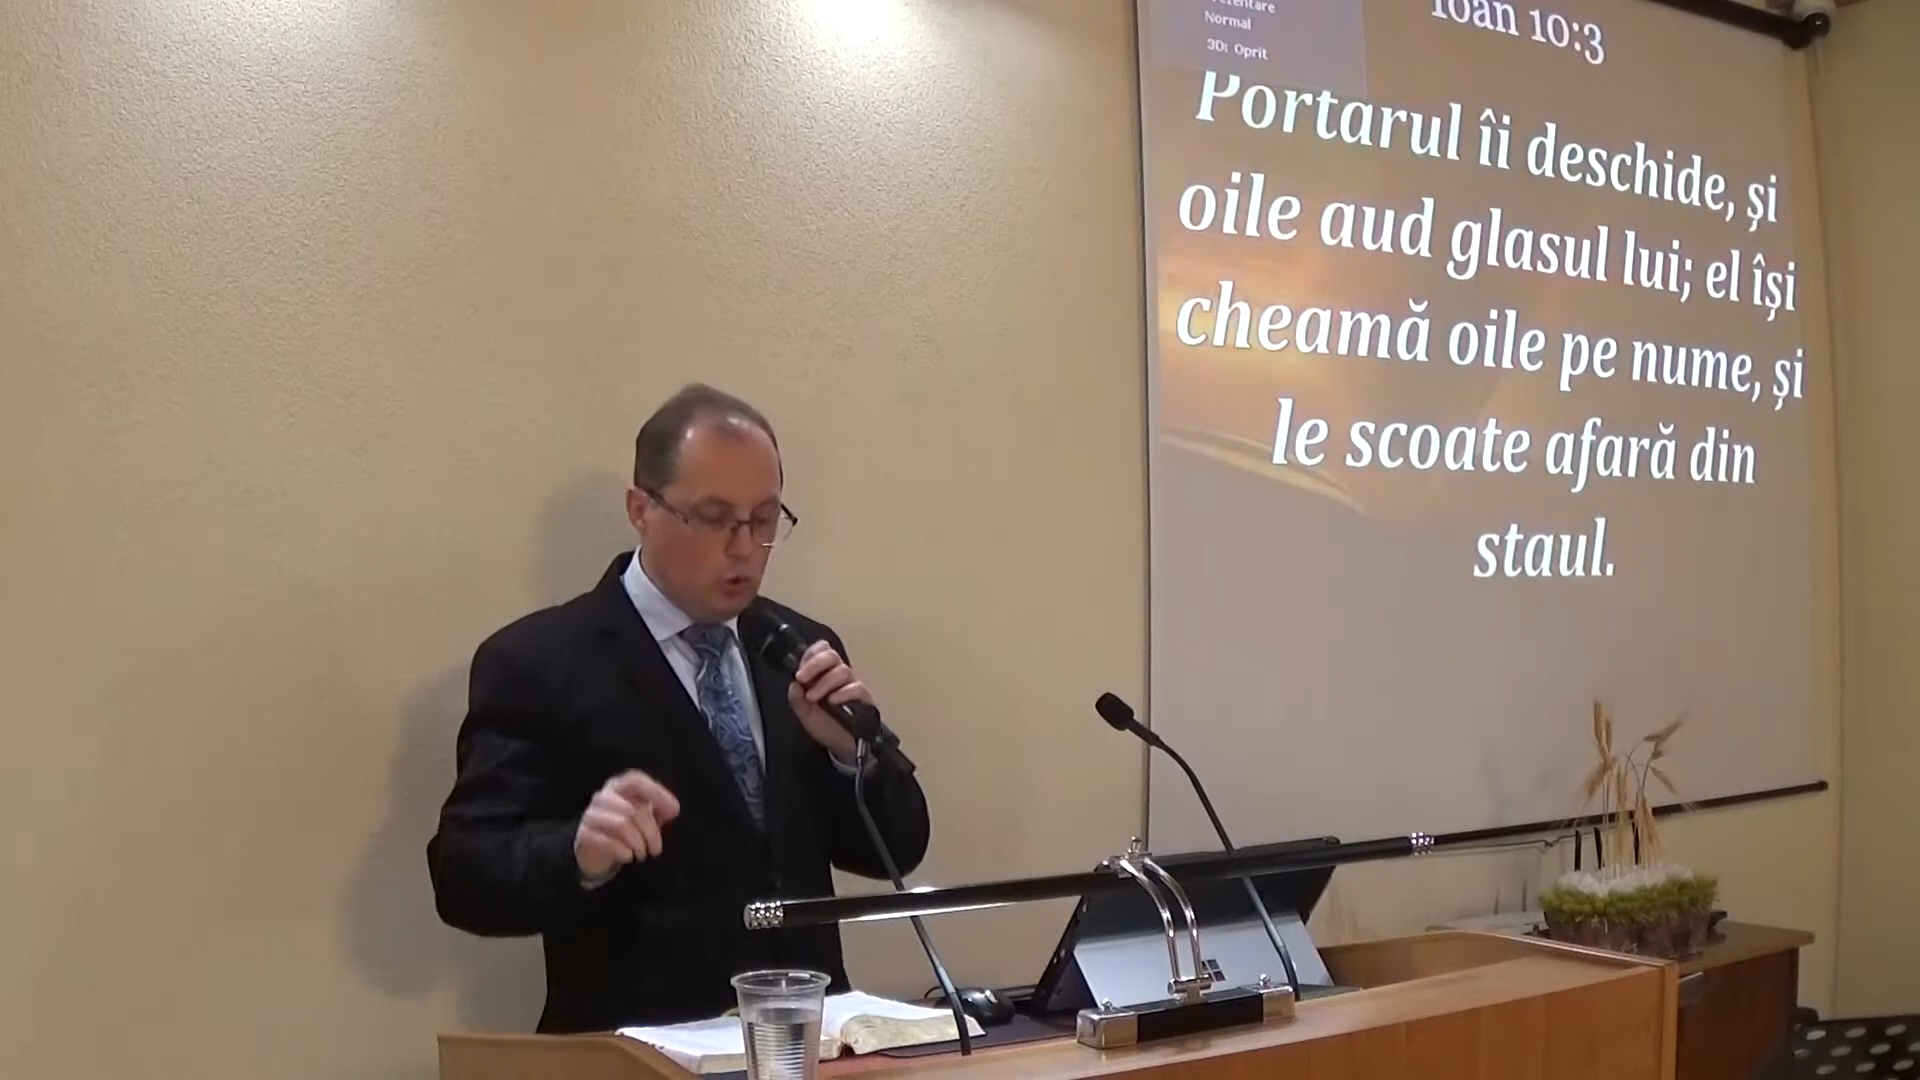 Normal
3D: Oprit
Ioan 10:3
Portarul îi deschide, și
oile aud glasul lui; el își
cheamă oile pe nume, și
le scoate afară din
staul.